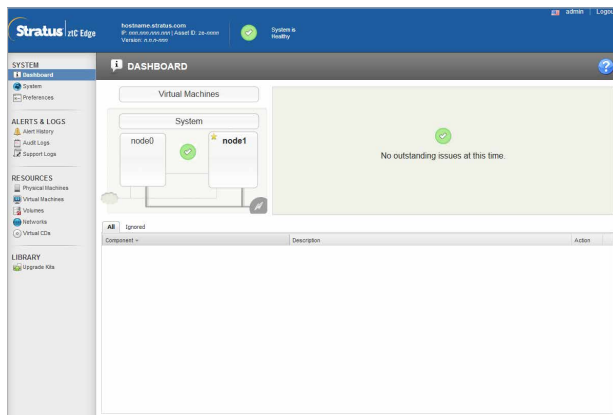 admin | Logou
Stratus ztC Edge
hostname.stratus.com
IP: nnn.nnn.nnn.nnn | Asset ID: ze-nnnnn
Version: n.n.n-nnn
System is
Healthy
SYSTEM
Dashboard
System
Preferences
ALERTS & LOGS
Alert History
Audit Logs
Support Logs
RESOURCES
Physical Machines
Virtual Machines
Volumes
Networks
Virtual CDs
LIBRARY
Upgrade Kits
DASHBOARD
?
Virtual Machines
System
node0
node1
No outstanding issues at this time.
All Ignored
Component Description Action